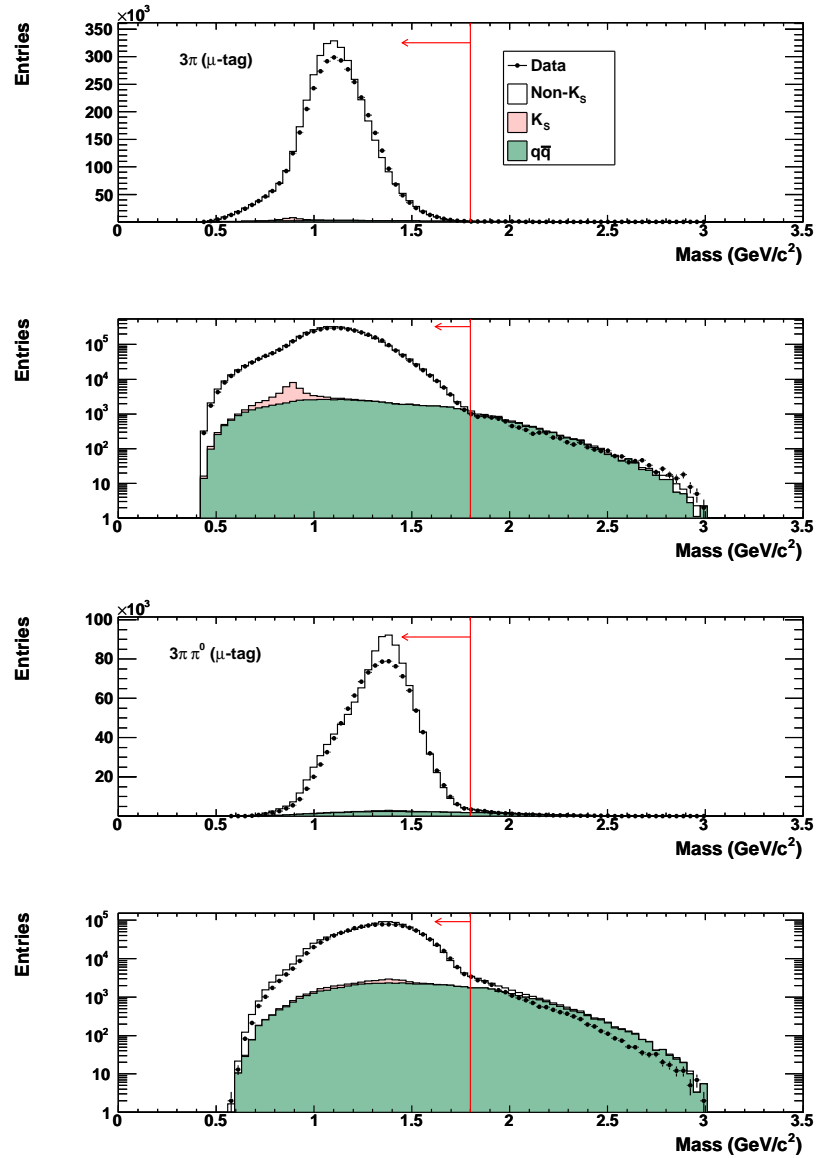 ×10³
Entries
350
300
250
200
150
100
50
3π (μ-tag)
Data
Non-K_S
K_S
qq̅
0 0.5 1 1.5 2 2.5 3 3.5
Mass (GeV/c²)
Entries
10⁵
10⁴
10³
10²
10
1
0 0.5 1 1.5 2 2.5 3 3.5
Mass (GeV/c²)
×10³
Entries
100
80
60
40
20
3π π⁰ (μ-tag)
0 0.5 1 1.5 2 2.5 3 3.5
Mass (GeV/c²)
Entries
10⁵
10⁴
10³
10²
10
1
0 0.5 1 1.5 2 2.5 3 3.5
Mass (GeV/c²)